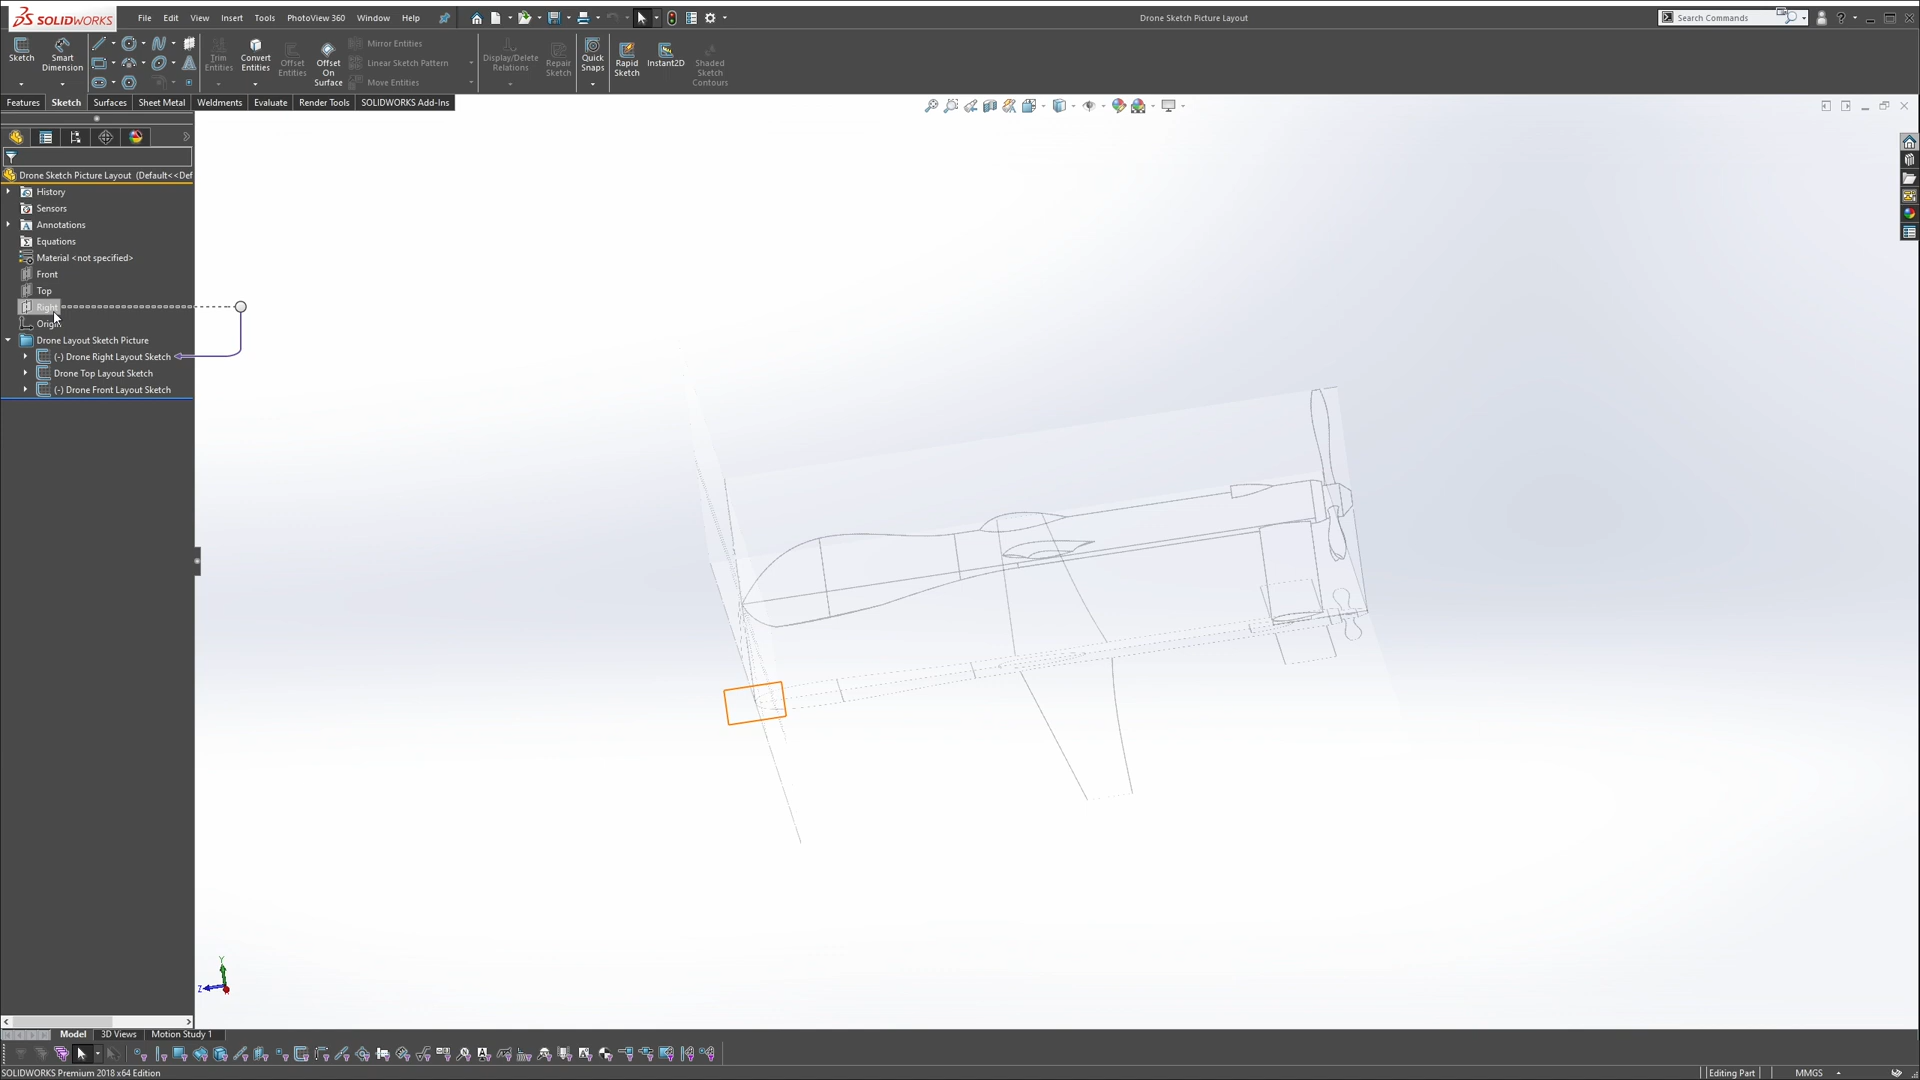 SOLIDWORKS File Edit View Insert Tools PhotoView 360 Window Help Drone Sketch Picture Layout Search Commands
Sketch Smart Dimension Trim Entities Convert Entities Offset Entities Offset On Surface Mirror Entities Linear Sketch Pattern Move Entities Display/Delete Relations Repair Sketch Quick Snaps Rapid Sketch Instant2D Shaded Sketch Contours
Features Sketch Surfaces Sheet Metal Weldments Evaluate Render Tools SOLIDWORKS Add-Ins
Drone Sketch Picture Layout (Default<<Def
History
Sensors
Annotations
Equations
Material <not specified>
Front
Top
Right
Origin
Drone Layout Sketch Picture
(-) Drone Right Layout Sketch
Drone Top Layout Sketch
(-) Drone Front Layout Sketch
Y
Z
Model 3D Views Motion Study 1
SOLIDWORKS Premium 2018 x64 Edition Editing Part MMGS